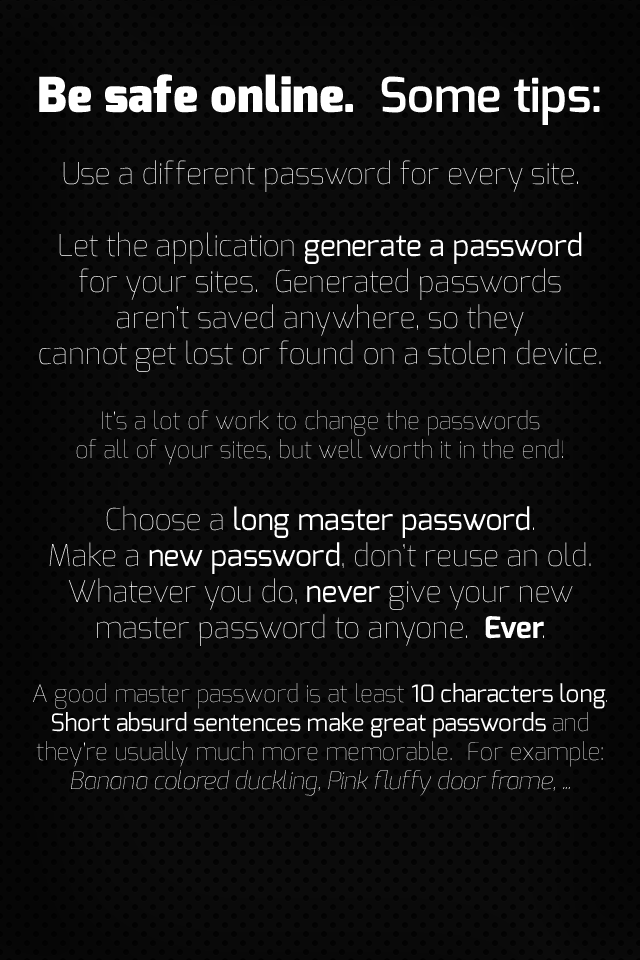 Be safe online. Some tips:
Use a different password for every site.
Let the application generate a password
for your sites. Generated passwords
aren't saved anywhere, so they
cannot get lost or found on a stolen device.
It's a lot of work to change the passwords
of all of your sites, but well worth it in the end!
Choose a long master password.
Make a new password, don't reuse an old.
Whatever you do, never give your new
master password to anyone. Ever.
A good master password is at least 10 characters long.
Short absurd sentences make great passwords and
they're usually much more memorable. For example:
Banana colored duckling, Pink fluffy door frame, ...